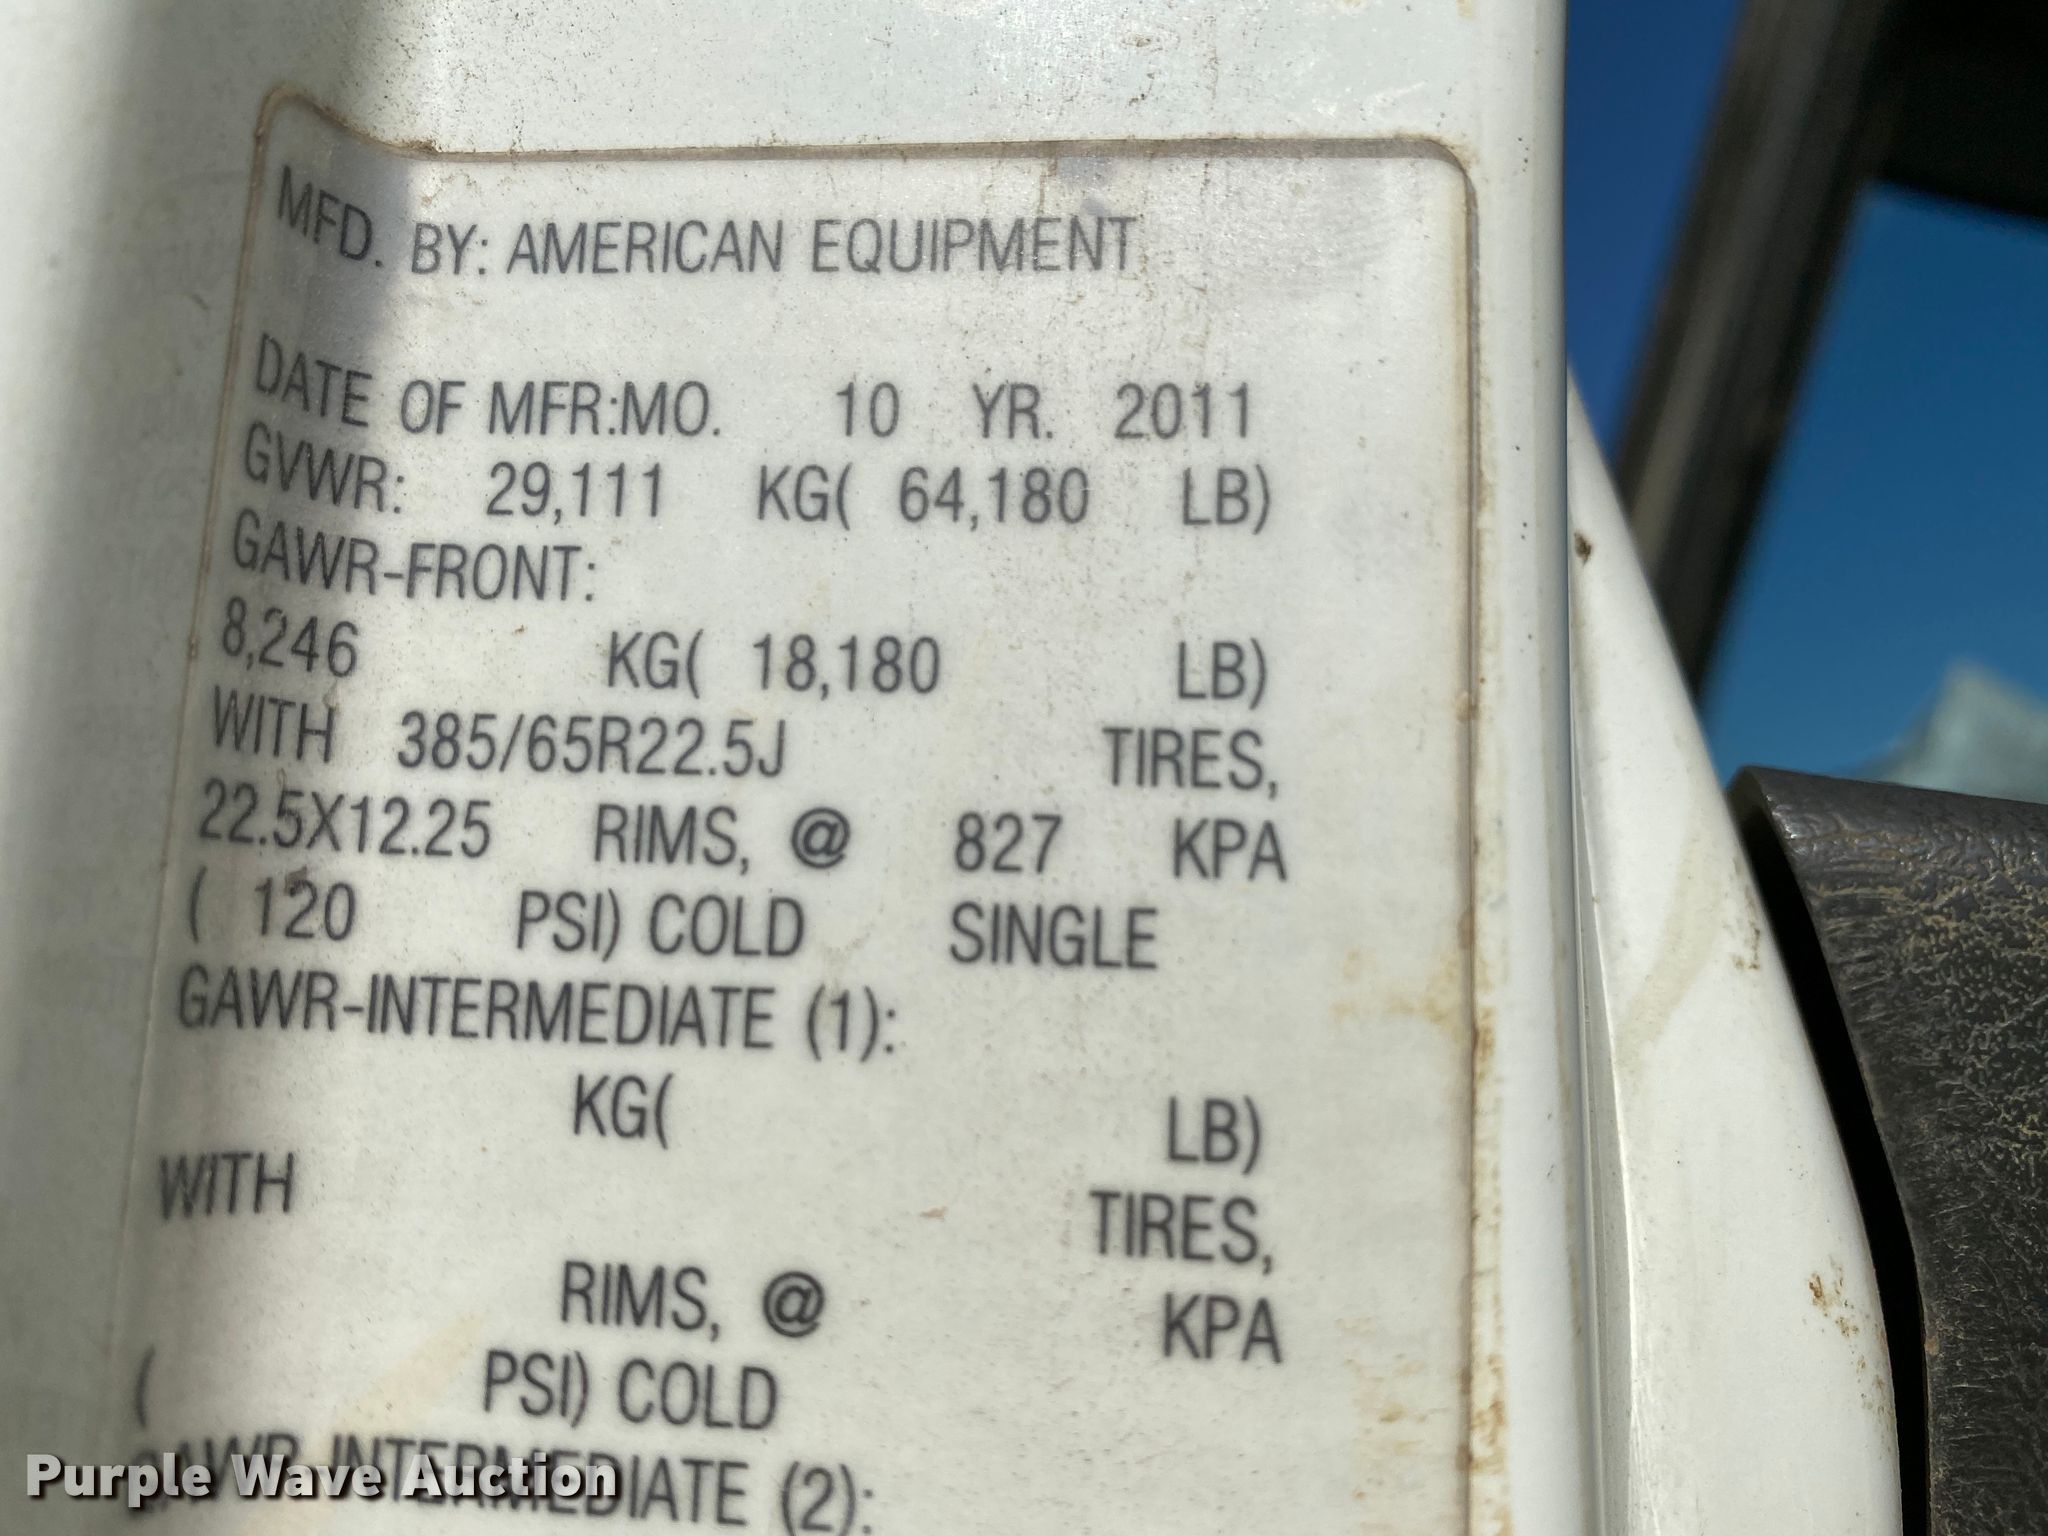 MFD. BY: AMERICAN EQUIPMENT
DATE OF MFR:MO. 10 YR. 2011
GVWR: 29,111 KG( 64,180 LB)
GAWR-FRONT:
8,246 KG( 18,180 LB)
WITH 385/65R22.5J TIRES,
22.5X12.25 RIMS, @ 827 KPA
( 120 PSI) COLD SINGLE
GAWR-INTERMEDIATE (1):
KG( LB)
WITH TIRES,
RIMS, @ KPA
( PSI) COLD
GAWR-INTERMEDIATE (2):
Purple Wave Auction